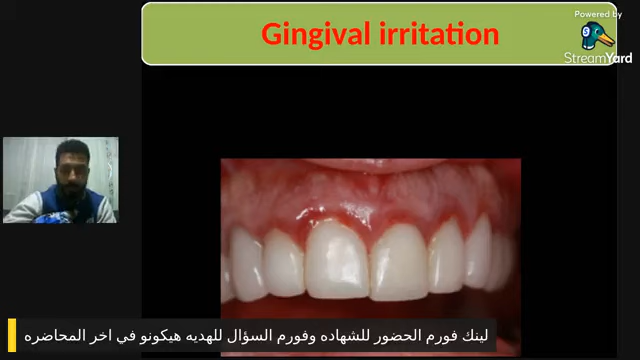 Powered by
Gingival irritation
StreamYard
لينك فورم الحضور للشهاده وفورم السؤال للهديه هيكونو في اخر المحاضره